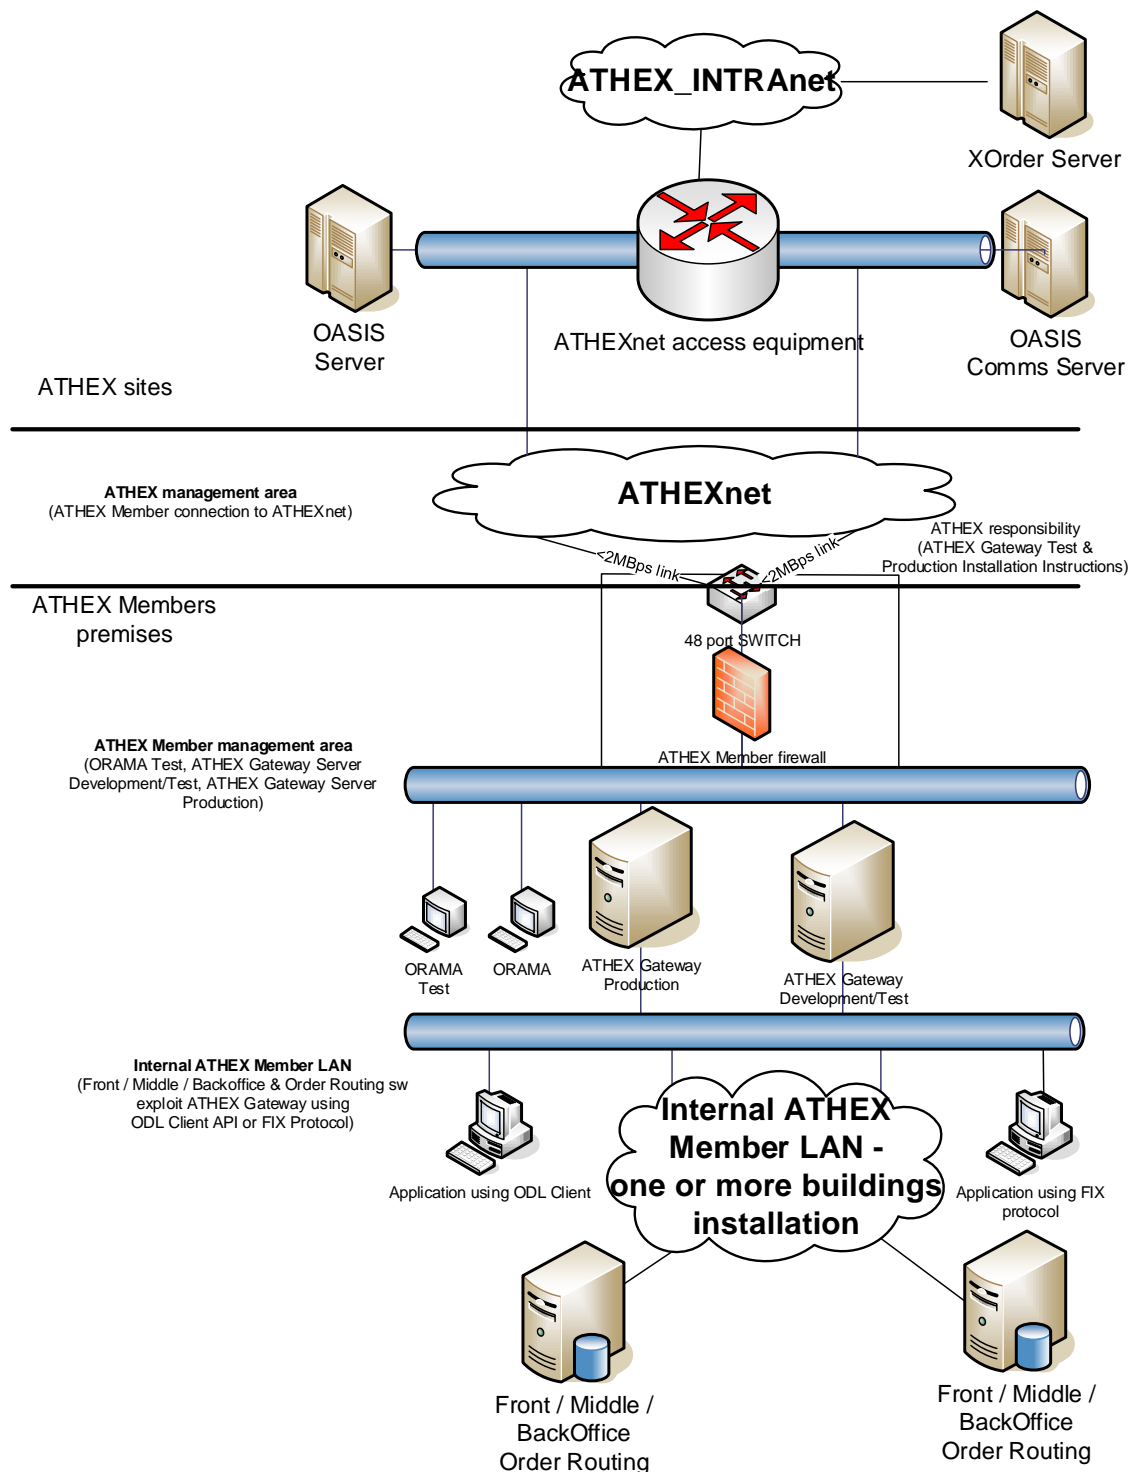 ATHEX_INTRAnet
XOrder Server
OASIS
Server
ATHEXnet access equipment
OASIS
Comms Server
ATHEX sites
ATHEXnet
ATHEX management area
(ATHEX Member connection to ATHEXnet)
ATHEX responsibility
(ATHEX Gateway Test &
Production Installation Instructions)
<2MBps link
<2MBps link
ATHEX Members
premises
48 port SWITCH
ATHEX Member firewall
ATHEX Member management area
(ORAMA Test, ATHEX Gateway Server
Development/Test, ATHEX Gateway Server
Production)
ORAMA
Test
ORAMA
ATHEX Gateway
Production
ATHEX Gateway
Development/Test
Internal ATHEX Member LAN
(Front / Middle / Backoffice & Order Routing sw
exploit ATHEX Gateway using
ODL Client API or FIX Protocol)
Application using ODL Client
Internal ATHEX
Member LAN -
one or more buildings
installation
Application using FIX
protocol
Front / Middle /
BackOffice
Order Routing
Front / Middle /
BackOffice
Order Routing